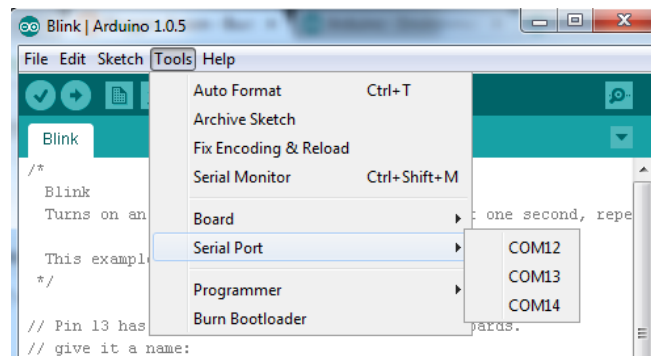 Blink | Arduino 1.0.5
File Edit Sketch Tools Help
Auto Format Ctrl+T
Archive Sketch
Fix Encoding & Reload
Serial Monitor Ctrl+Shift+M
Board
Serial Port
Programmer
Burn Bootloader
COM12
COM13
COM14
Blink
/*
Blink
Turns on an one second, repe
This example
*/
// Pin 13 has
// give it a name: